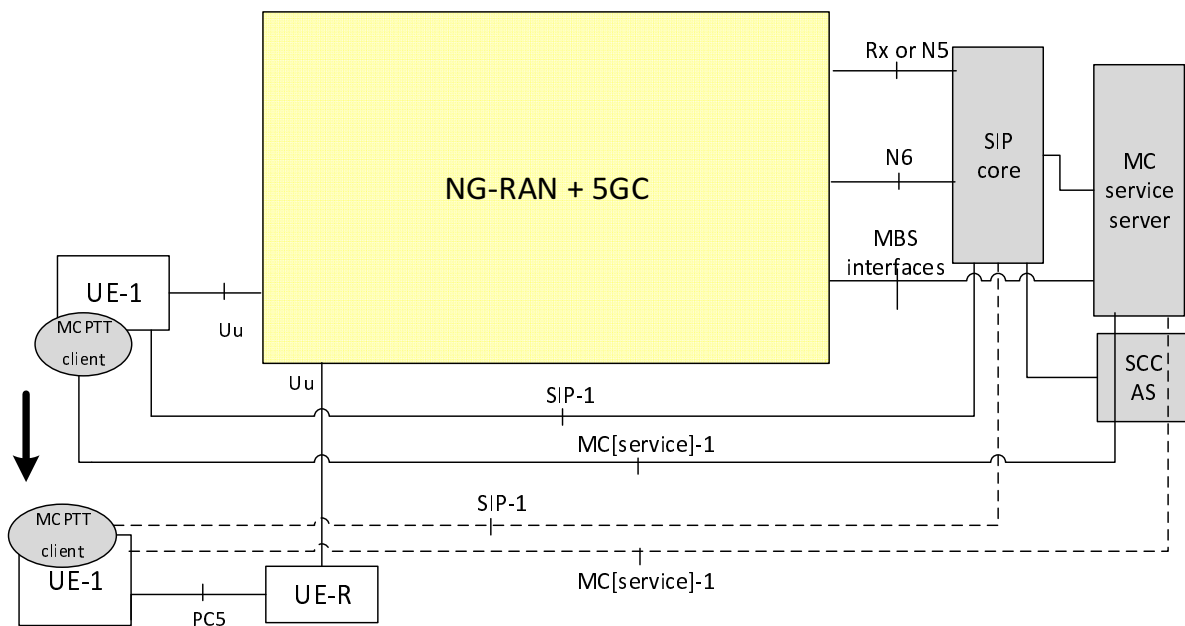 Rx or N5
SIP
core
MC
service
server
N6
NG-RAN + 5GC
MBS
interfaces
UE-1
MCPTT
client
Uu
Uu
SCC
AS
SIP-1
MC[service]-1
SIP-1
MCPTT
client
UE-1
MC[service]-1
UE-R
PC5